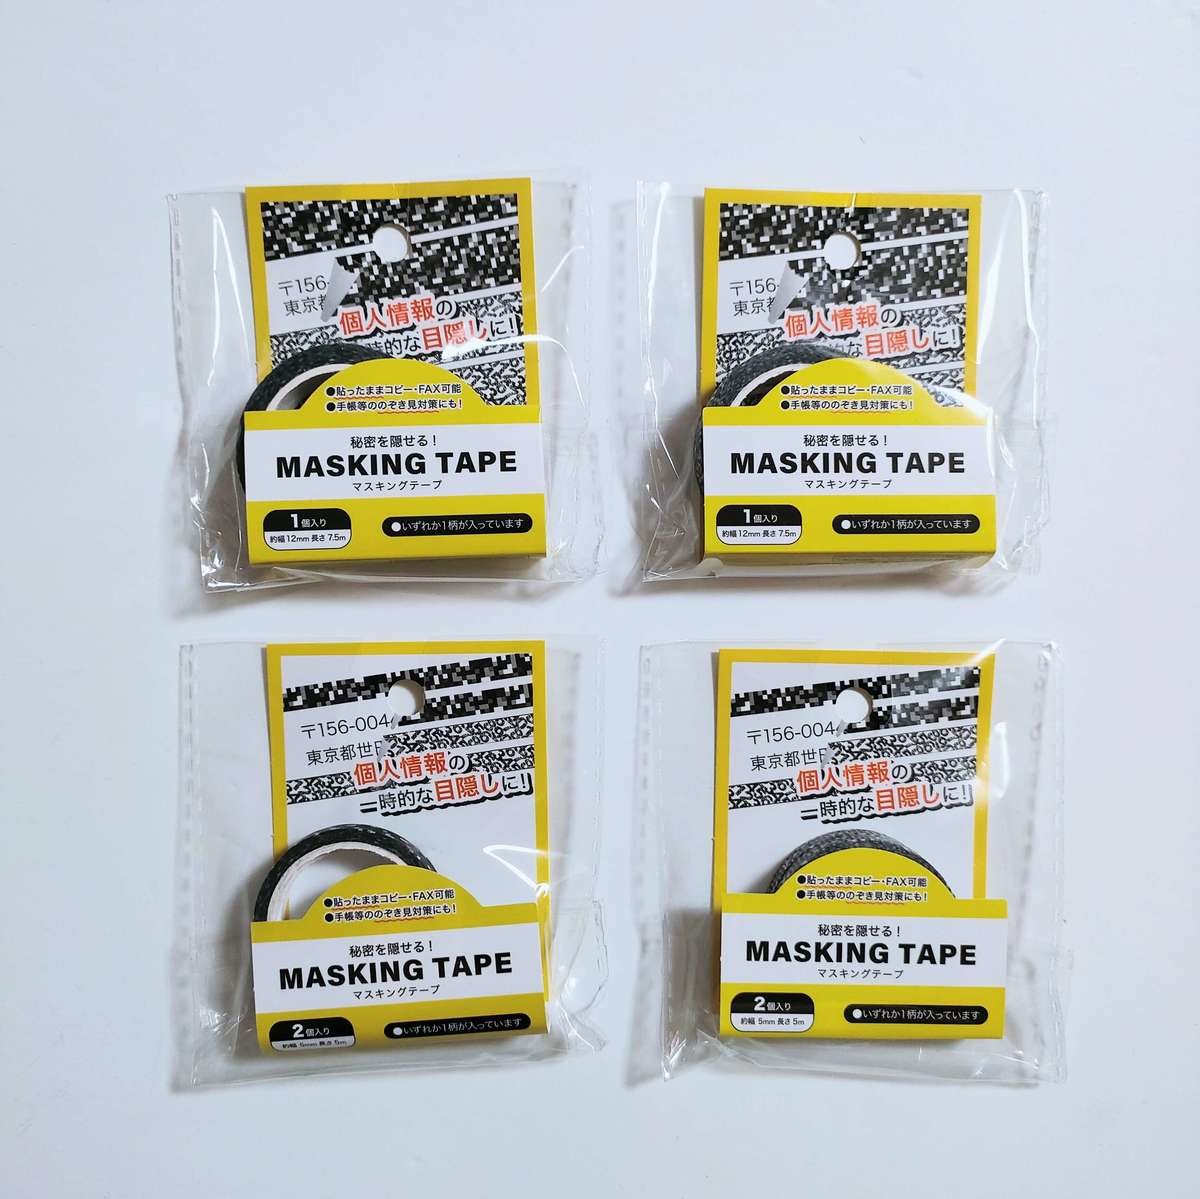 〒156-
東京都
個人情報の
時的な目隠しに!
●貼ったままコピー・FAX可能
●手帳等ののぞき見対策にも!
秘密を隠せる!
MASKING TAPE
マスキングテープ
1個入り
約幅12mm 長さ 7.5m
●いずれか1柄が入っています
〒156-
東京都
個人情報の
な目隠しに!
●貼ったままコピー・FAX可能
●手帳等ののぞき見対策にも!
秘密を隠せる!
MASKING TAPE
マスキングテープ
1個入り
約幅12mm 長さ 7.5m
●いずれか1柄が入っています
〒156-004
東京都世田
個人情報の
一時的な目隠しに!
●貼ったままコピー・FAX可能
●手帳等ののぞき見対策にも!
秘密を隠せる!
MASKING TAPE
マスキングテープ
2個入り
約幅 5mm 長さ 5m
●いずれか1柄が入っています
〒156-004
東京都世田
個人情報の
一時的な目隠しに!
●貼ったままコピー・FAX可能
●手帳等ののぞき見対策にも!
秘密を隠せる!
MASKING TAPE
マスキングテープ
2個入り
約幅 5mm 長さ 5m
●いずれか1柄が入っています